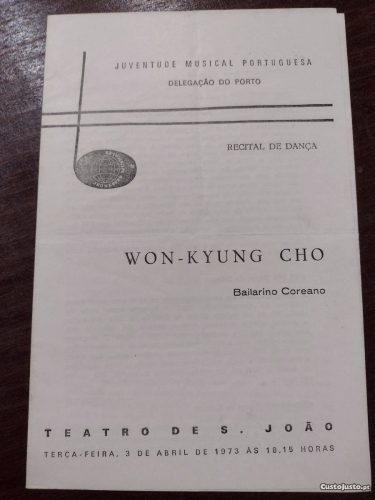 JUVENTUDE MUSICAL PORTUGUESA
DELEGAÇÃO DO PORTO
RECITAL DE DANÇA
WON-KYUNG CHO
Bailarino Coreano
TEATRO DE S. JOÃO
TERÇA-FEIRA, 3 DE ABRIL DE 1973 ÀS 18,15 HORAS
CustoJusto.pt